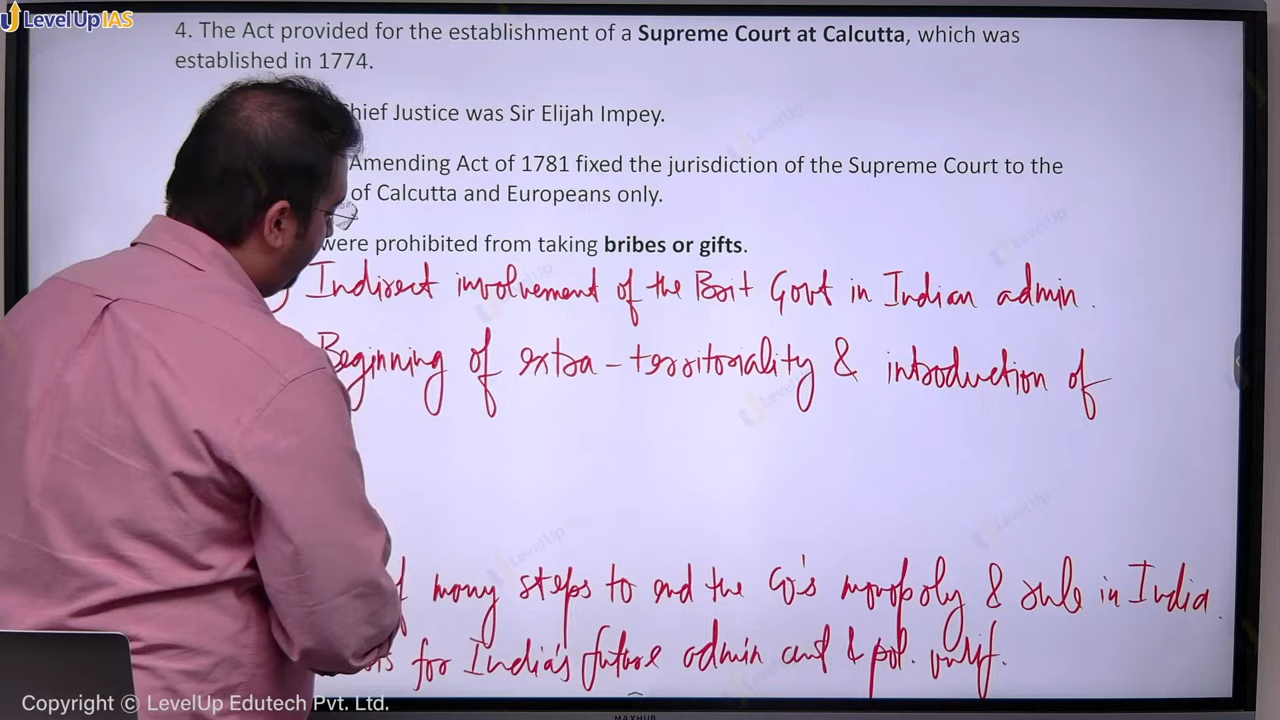 LevelUp IAS
4. The Act provided for the establishment of a Supreme Court at Calcutta, which was
established in 1774.
hief Justice was Sir Elijah Impey.
Amending Act of 1781 fixed the jurisdiction of the Supreme Court to the
of Calcutta and Europeans only.
were prohibited from taking bribes or gifts.
Indirect involvement of the Brit Govt in Indian admin.
Beginning of extra-territoriality & introduction of
many steps to end the Co's monopoly & rule in India.
for India's future admin & pol.
Copyright © LevelUp Edutech Pvt. Ltd.
MAXHUB